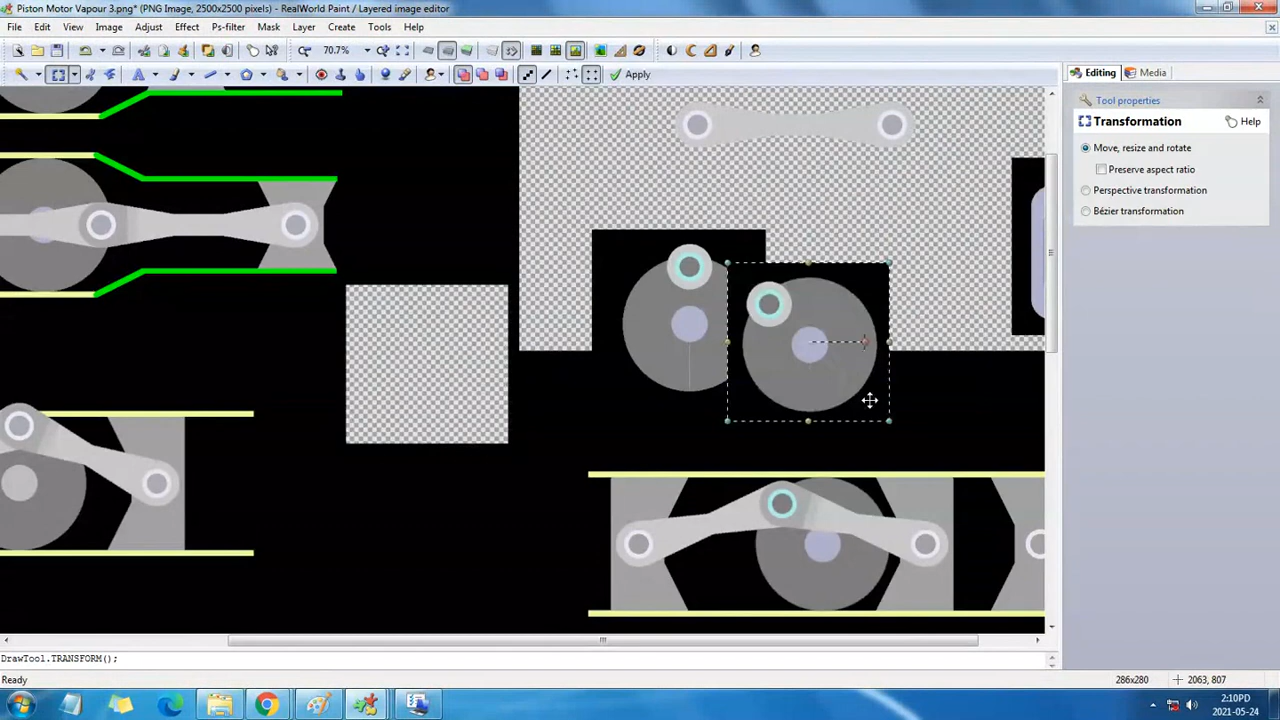 Piston Motor Vapour 3.png* (PNG Image, 2500x2500 pixels) - RealWorld Paint / Layered image editor
File Edit View Image Adjust Effect Ps-filter Mask Layer Create Tools Help
70.7%
Apply
Editing Media
Tool properties
Transformation Help
Move, resize and rotate
Preserve aspect ratio
Perspective transformation
Bézier transformation
DrawTool.TRANSFORM();
Ready 286x280 2063, 807
2:10PD
2021-05-24